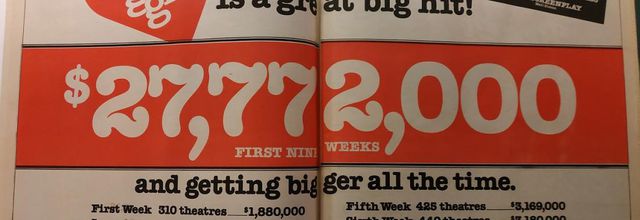 is a great big hit!
SCREENPLAY
$27,772,000
FIRST NINE WEEKS
and getting bigger all the time.
First Week 310 theatres $1,880,000
Fifth Week 425 theatres $3,169,000